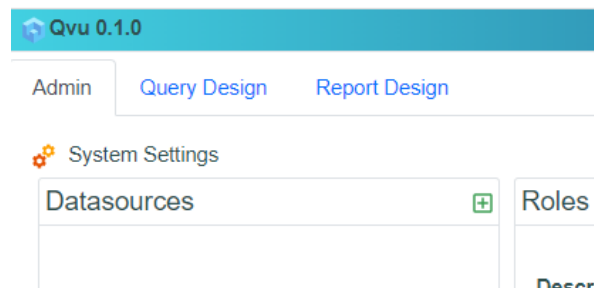 Qvu 0.1.0
Admin Query Design Report Design
System Settings
Datasources Roles